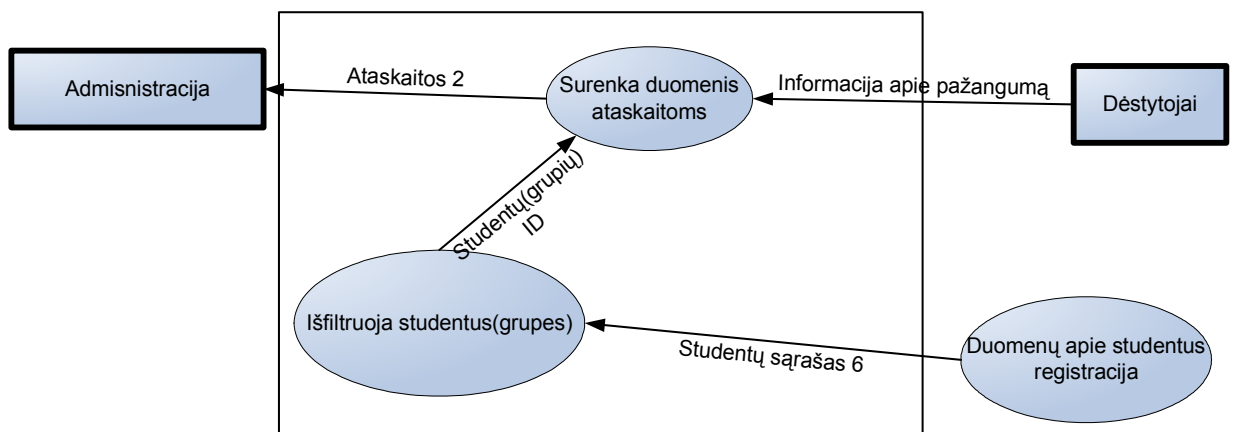 Admisnistracija
Ataskaitos 2
Surenka duomenis
ataskaitoms
Informacija apie pažangumą
Dėstytojai
Studentų(grupių)
ID
Išfiltruoja studentus(grupes)
Studentų sąrašas 6
Duomenų apie studentus
registracija